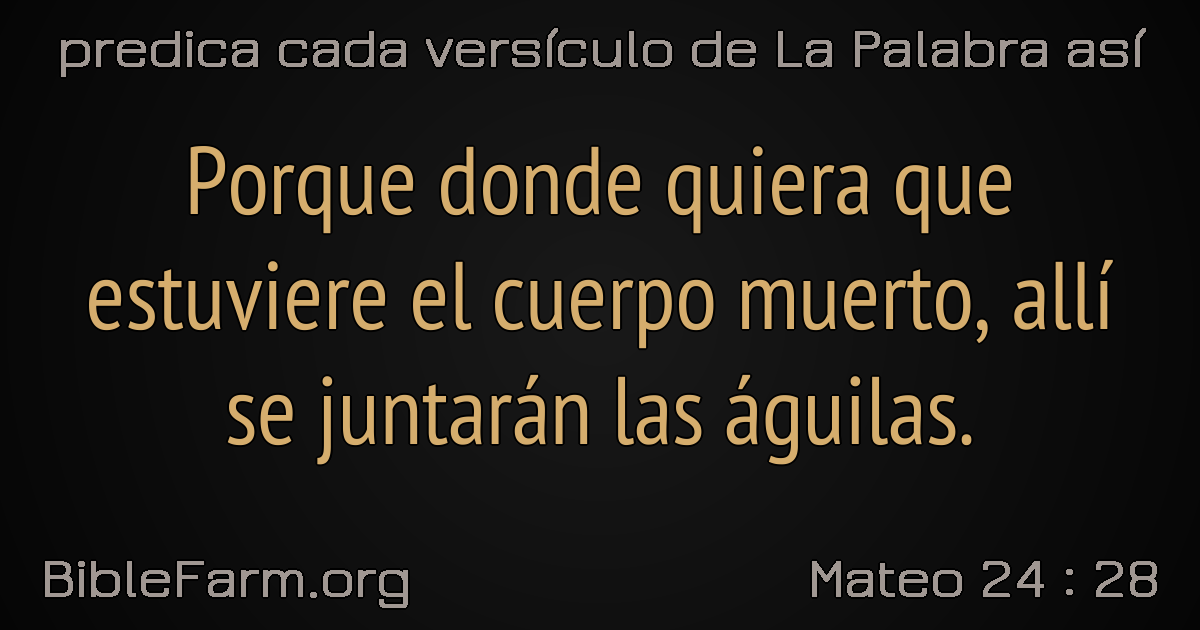 predica cada versículo de La Palabra así
Porque donde quiera que
estuviere el cuerpo muerto, allí
se juntarán las águilas.
BibleFarm.org
Mateo 24 : 28